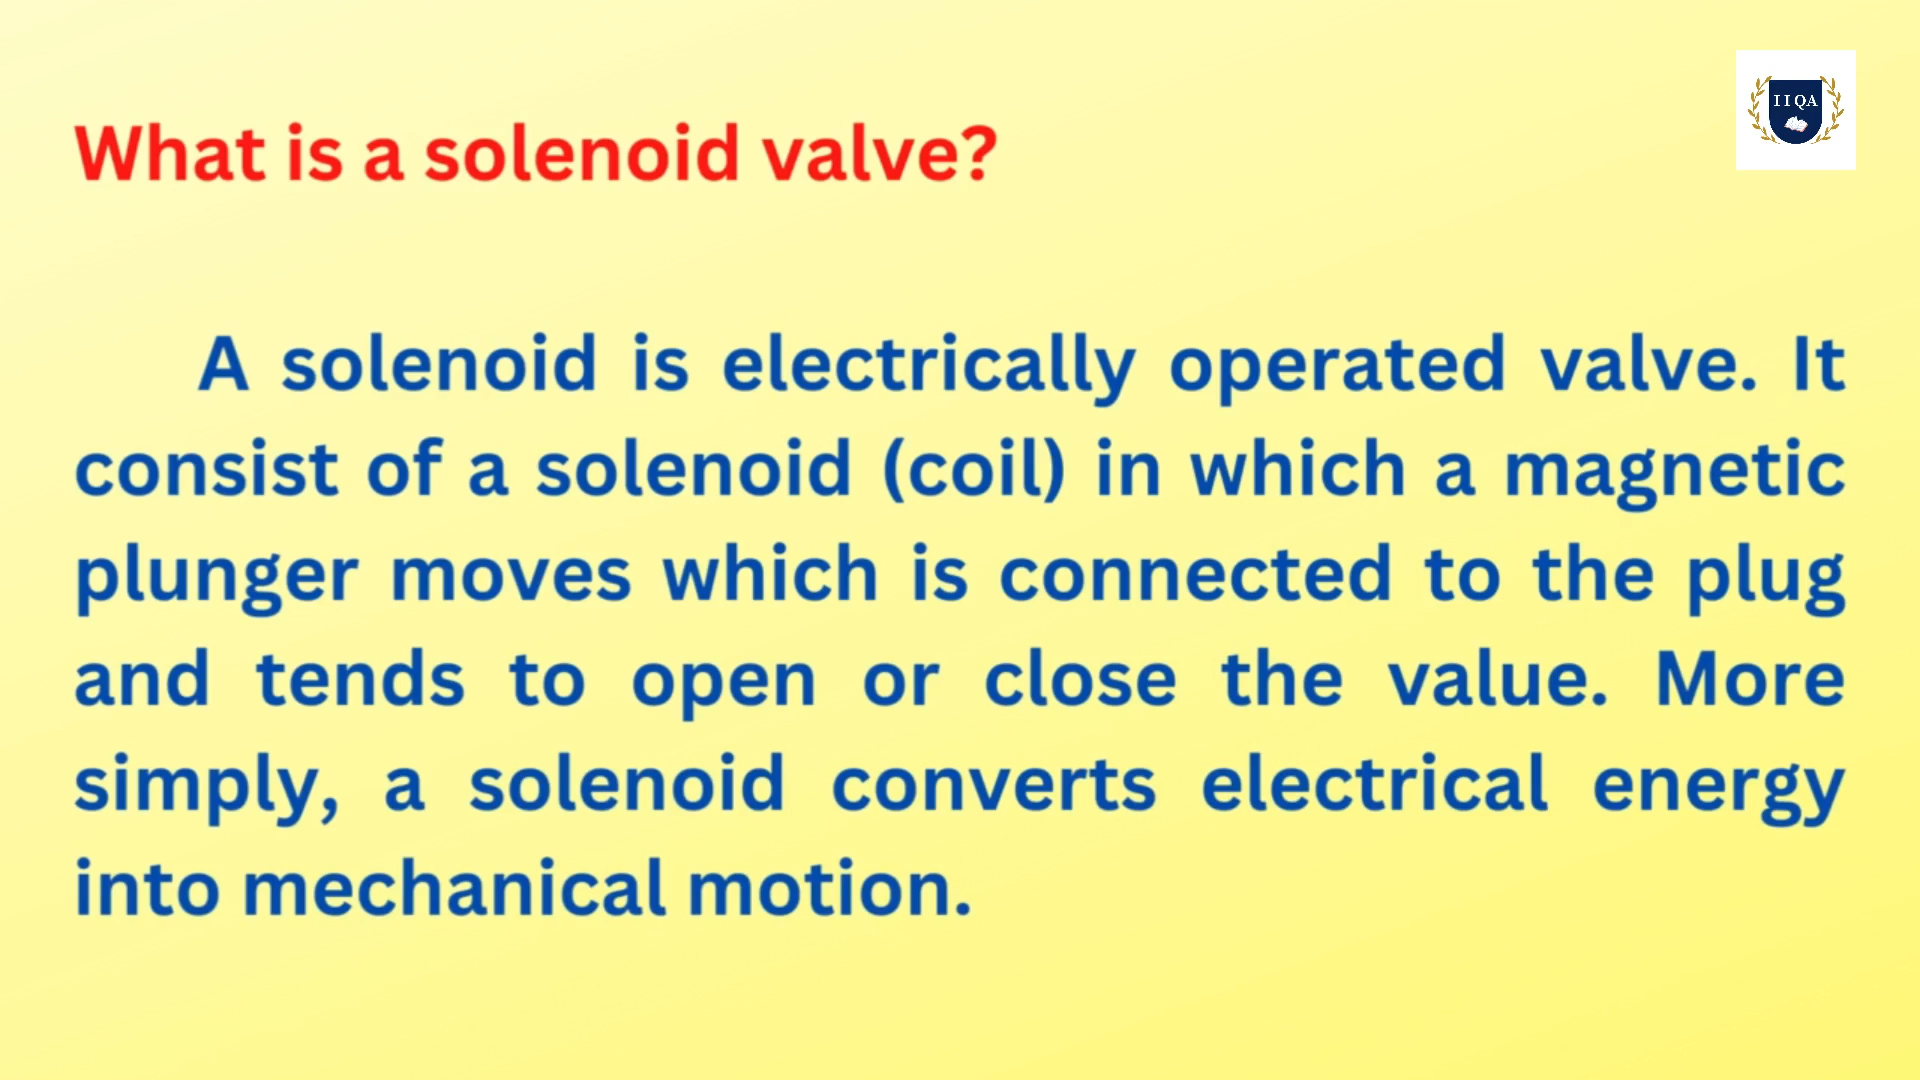 IIQA
What is a solenoid valve?
A solenoid is electrically operated valve. It
consist of a solenoid (coil) in which a magnetic
plunger moves which is connected to the plug
and tends to open or close the value. More
simply, a solenoid converts electrical energy
into mechanical motion.